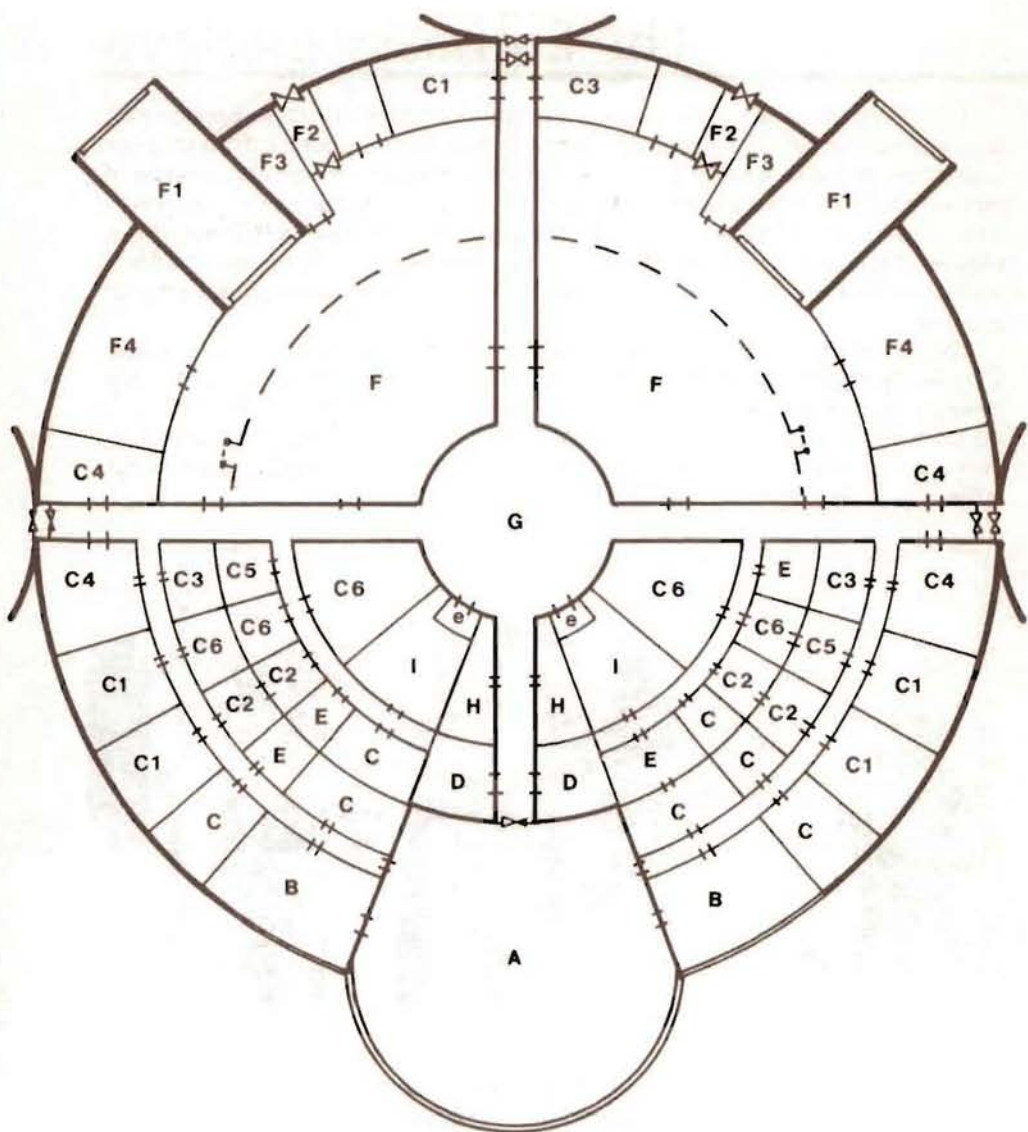 C1 C3
F2 F2
F3 F3
F1 F1
F4 F4
F F
C4 C4
G
C4 C3 C5 C6 C6 E C3 C4
e e
C6 C6 C5
C1 C2 I I C2 C1
C2 H H C C2
E E C
C1 E C D D C C1
C C C C
B B
A